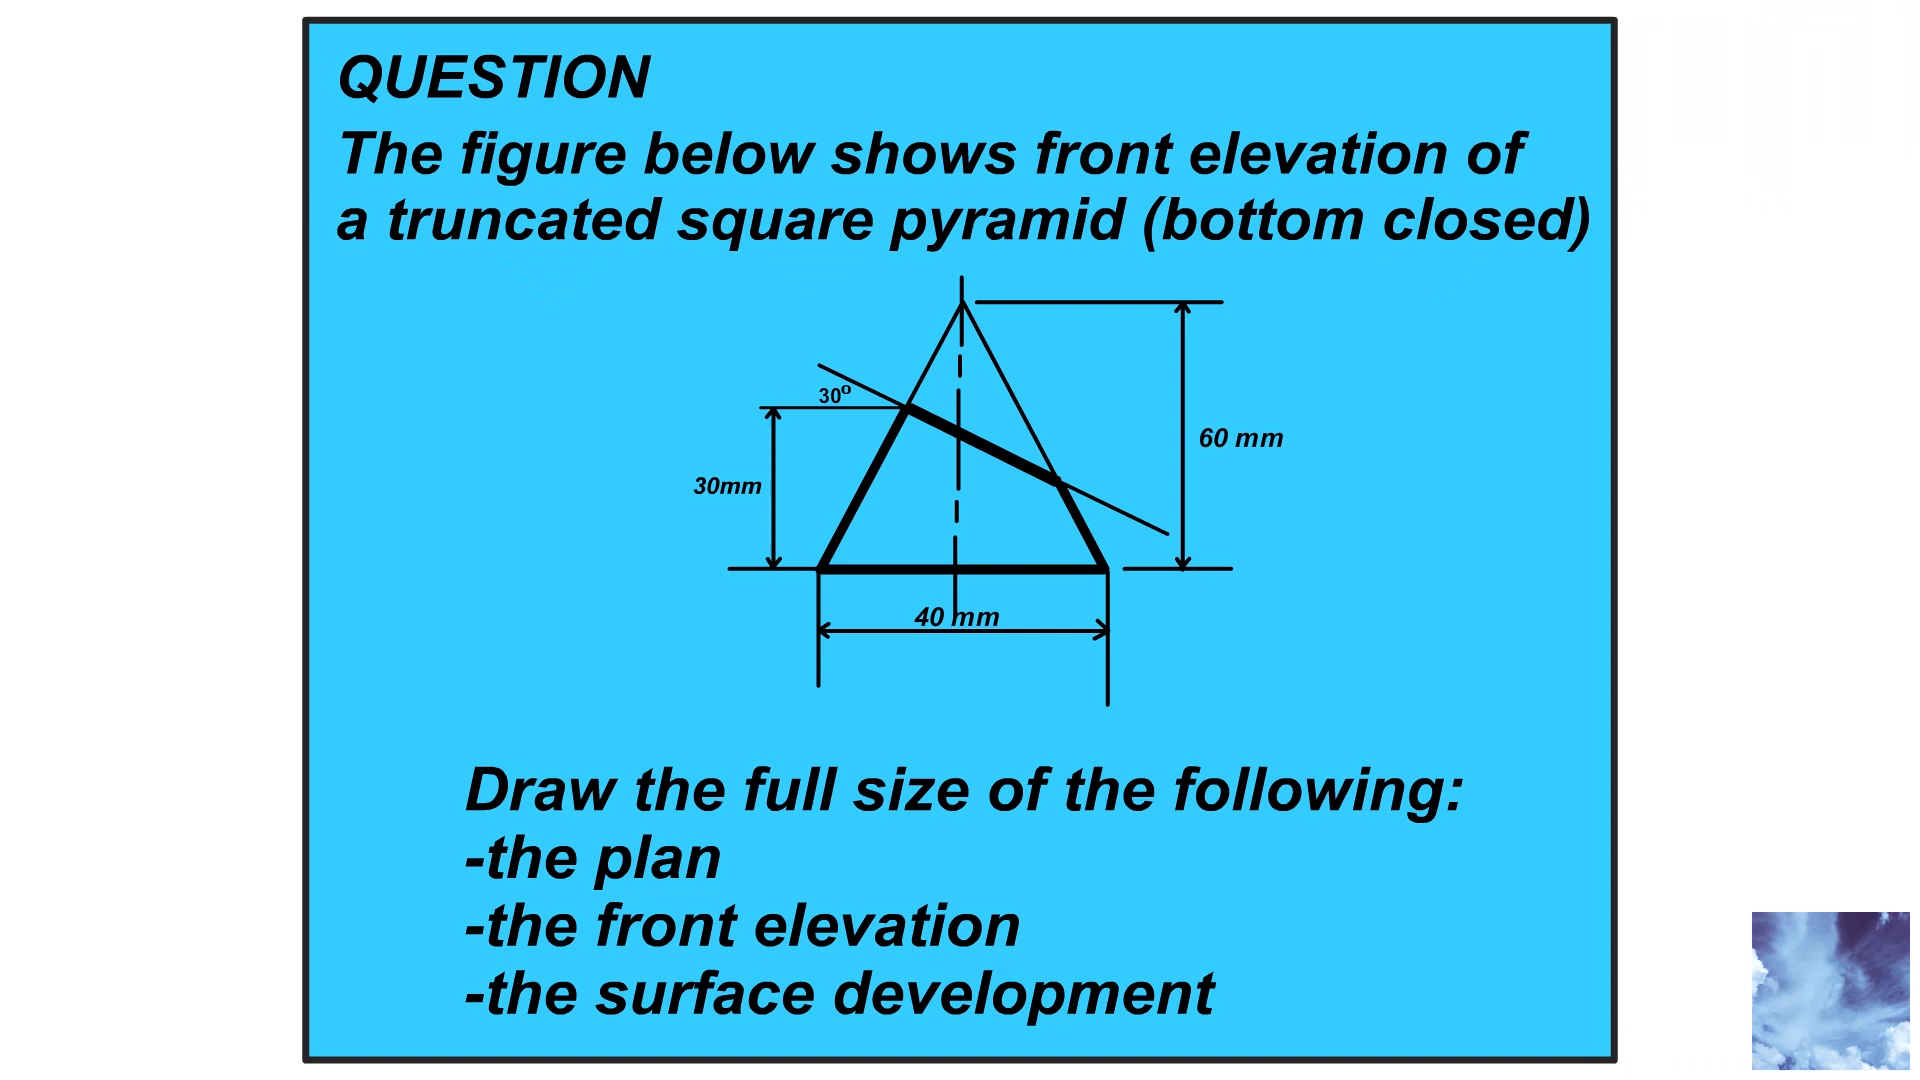 QUESTION
The figure below shows front elevation of
a truncated square pyramid (bottom closed)
30º
60 mm
30mm
40 mm
Draw the full size of the following:
-the plan
-the front elevation
-the surface development